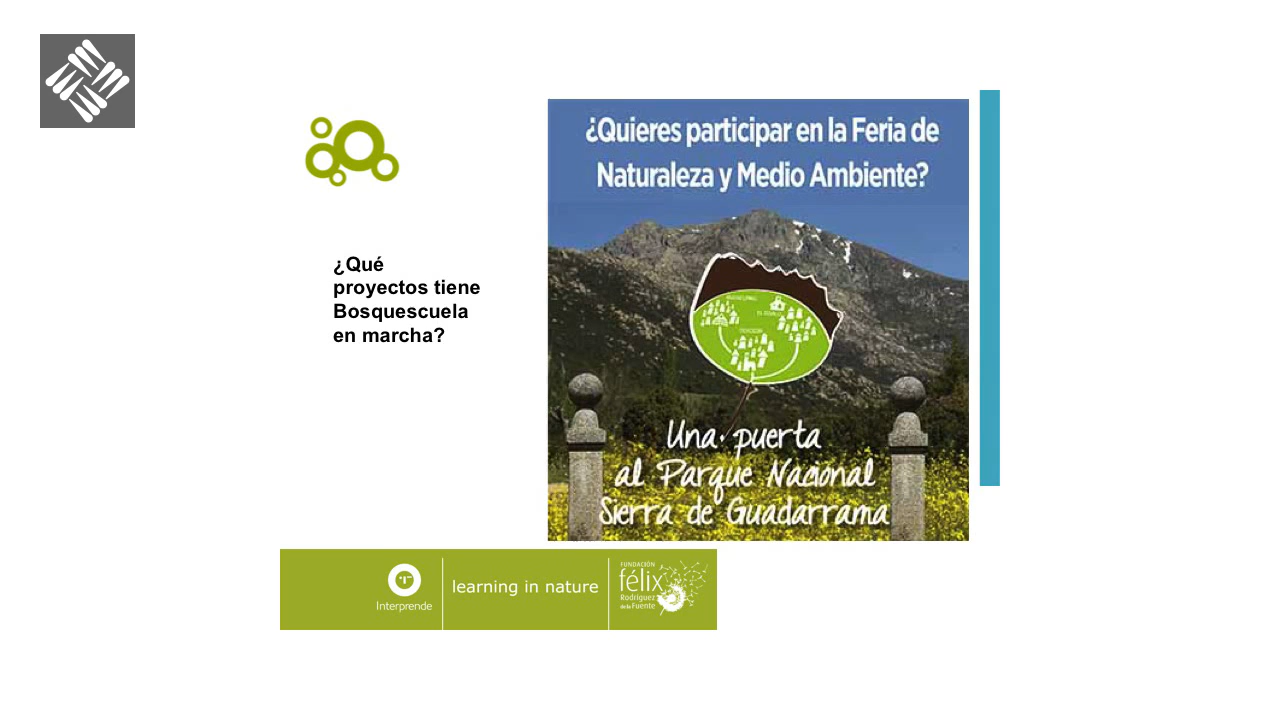 ¿Qué
proyectos tiene
Bosquescuela
en marcha?
¿Quieres participar en la Feria de
Naturaleza y Medio Ambiente?
Una puerta
al Parque Nacional
Sierra de Guadarrama
Interprende
learning in nature
FUNDACIÓN
félix
Rodríguez
de la Fuente